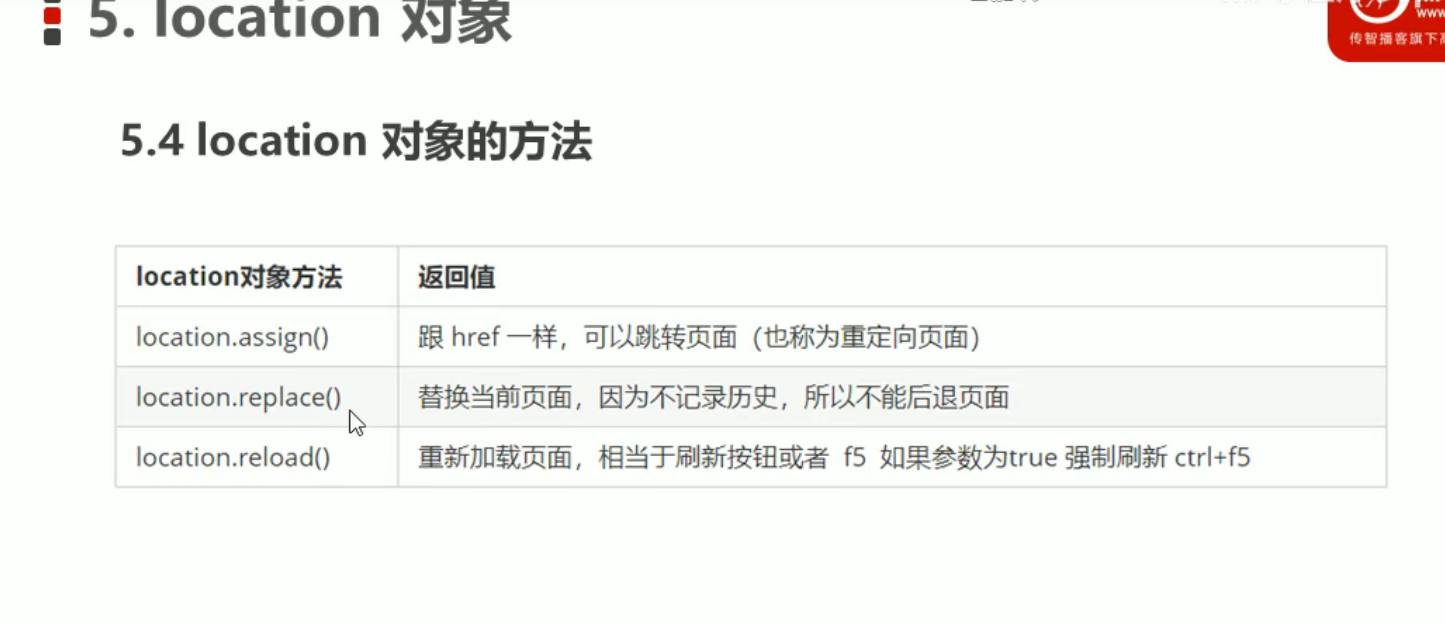 5. location 对象
传智播客旗下高
5.4 location 对象的方法
location对象方法 返回值
location.assign() 跟 href 一样，可以跳转页面（也称为重定向页面）
location.replace() 替换当前页面，因为不记录历史，所以不能后退页面
location.reload() 重新加载页面，相当于刷新按钮或者 f5 如果参数为true 强制刷新 ctrl+f5